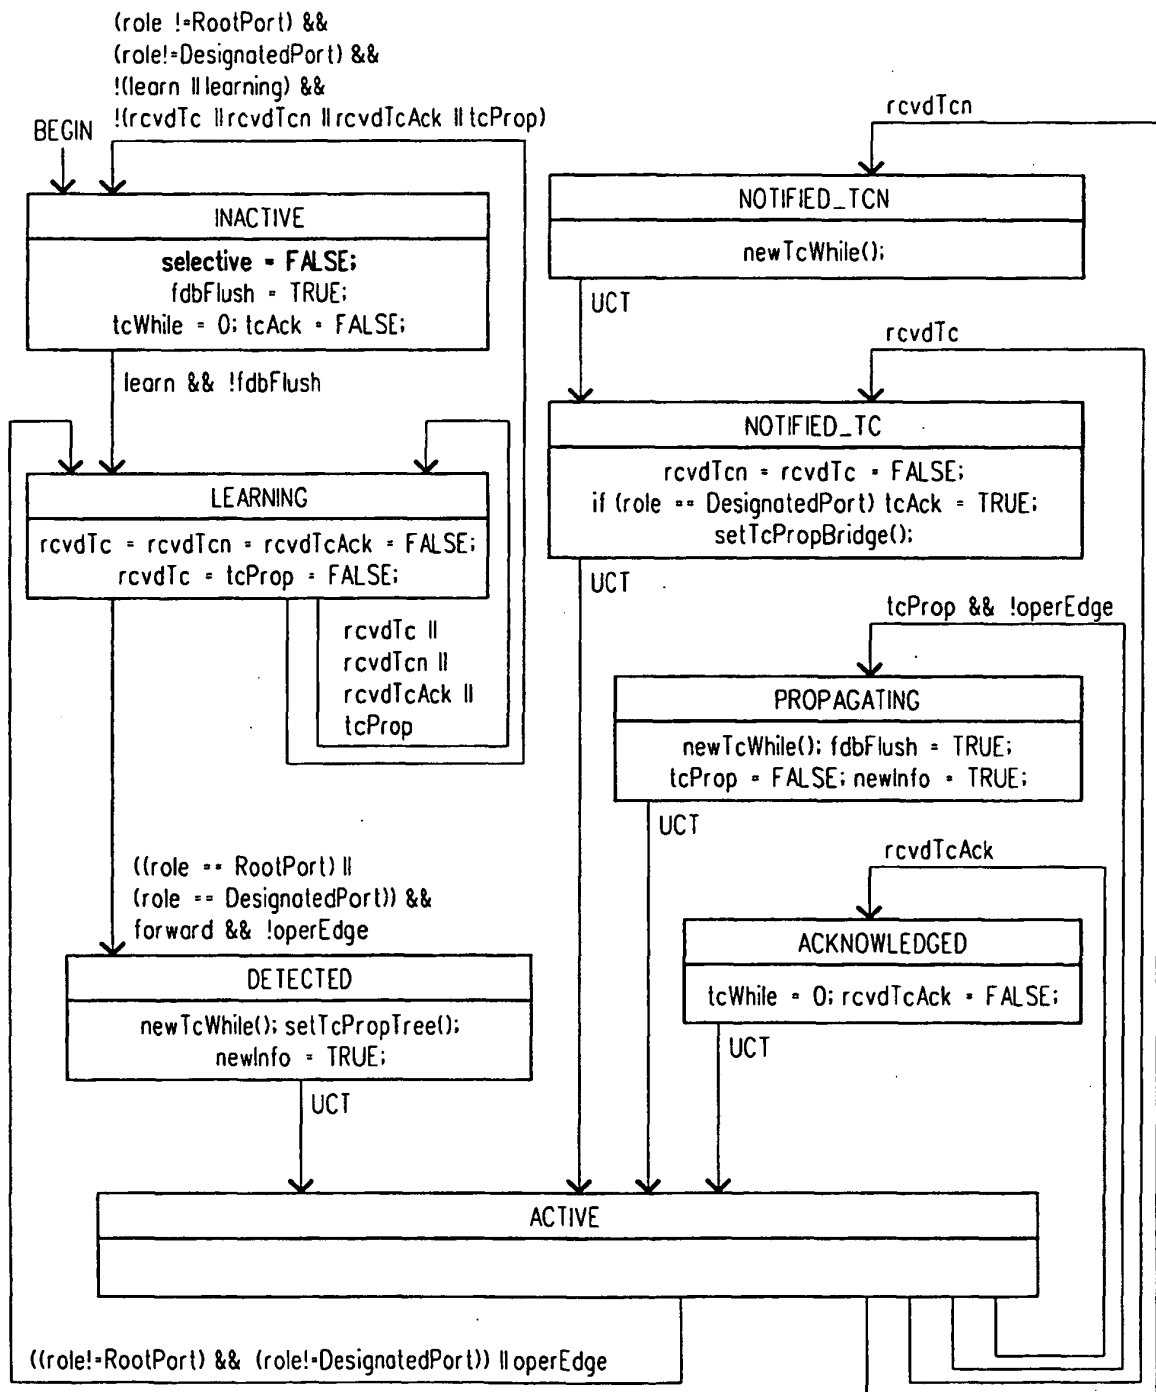 (role !=RootPort) &&
(role!=DesignatedPort) &&
!(learn || learning) &&
!(rcvdTc || rcvdTcn || rcvdTcAck || tcProp)
BEGIN
INACTIVE
selective = FALSE;
fdbFlush = TRUE;
tcWhile = 0; tcAck = FALSE;
learn && !fdbFlush
LEARNING
rcvdTc = rcvdTcn = rcvdTcAck = FALSE;
rcvdTc = tcProp = FALSE;
rcvdTc ||
rcvdTcn ||
rcvdTcAck ||
tcProp
((role == RootPort) ||
(role == DesignatedPort)) &&
forward && !operEdge
DETECTED
newTcWhile(); setTcPropTree();
newInfo = TRUE;
UCT
rcvdTcn
NOTIFIED_TCN
newTcWhile();
UCT
rcvdTc
NOTIFIED_TC
rcvdTcn = rcvdTc = FALSE;
if (role == DesignatedPort) tcAck = TRUE;
setTcPropBridge();
UCT
tcProp && !operEdge
PROPAGATING
newTcWhile(); fdbFlush = TRUE;
tcProp = FALSE; newInfo = TRUE;
UCT
rcvdTcAck
ACKNOWLEDGED
tcWhile = 0; rcvdTcAck = FALSE;
UCT
ACTIVE
((role!=RootPort) && (role!=DesignatedPort)) || operEdge